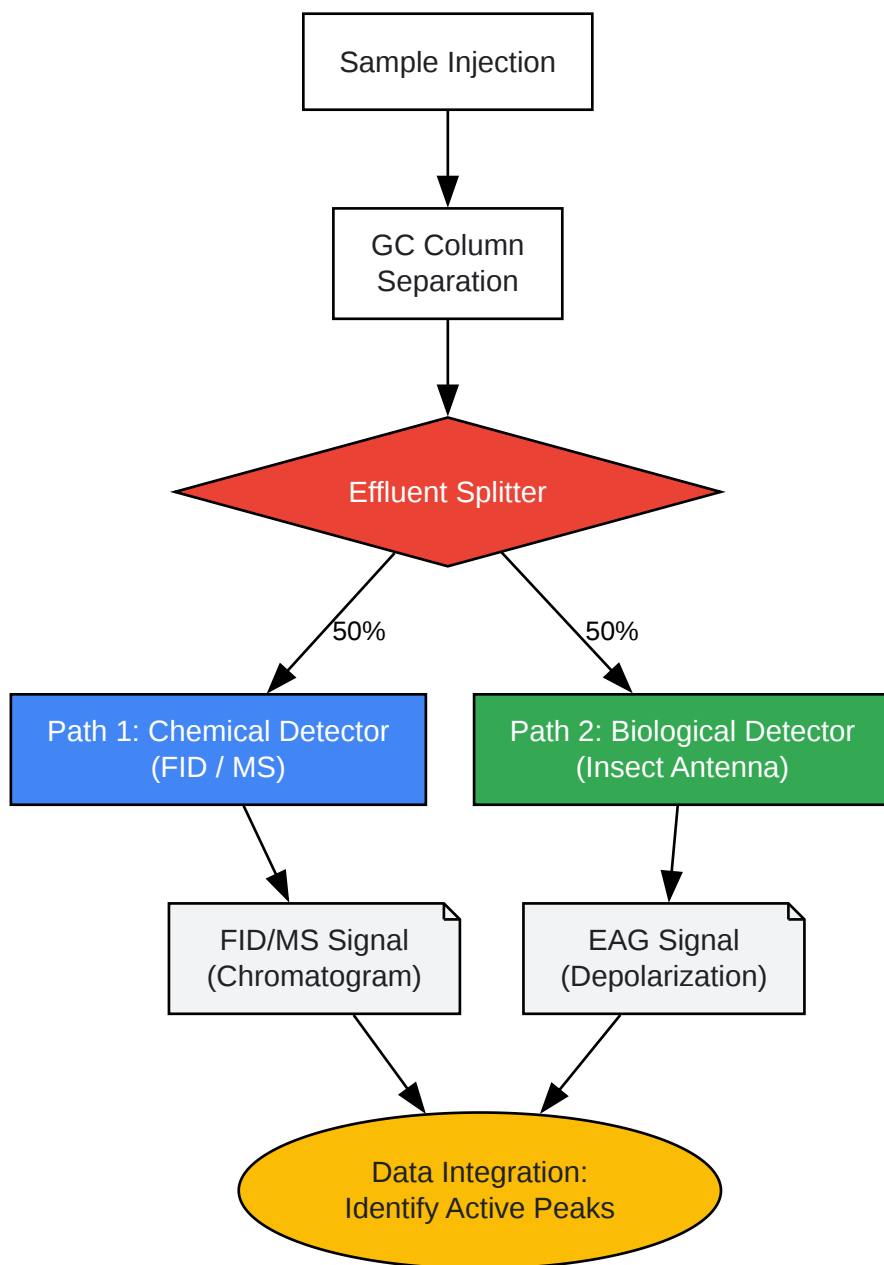 Sample Injection
GC Column
Separation
Effluent Splitter
50%
50%
Path 1: Chemical Detector
(FID / MS)
Path 2: Biological Detector
(Insect Antenna)
FID/MS Signal
(Chromatogram)
EAG Signal
(Depolarization)
Data Integration:
Identify Active Peaks